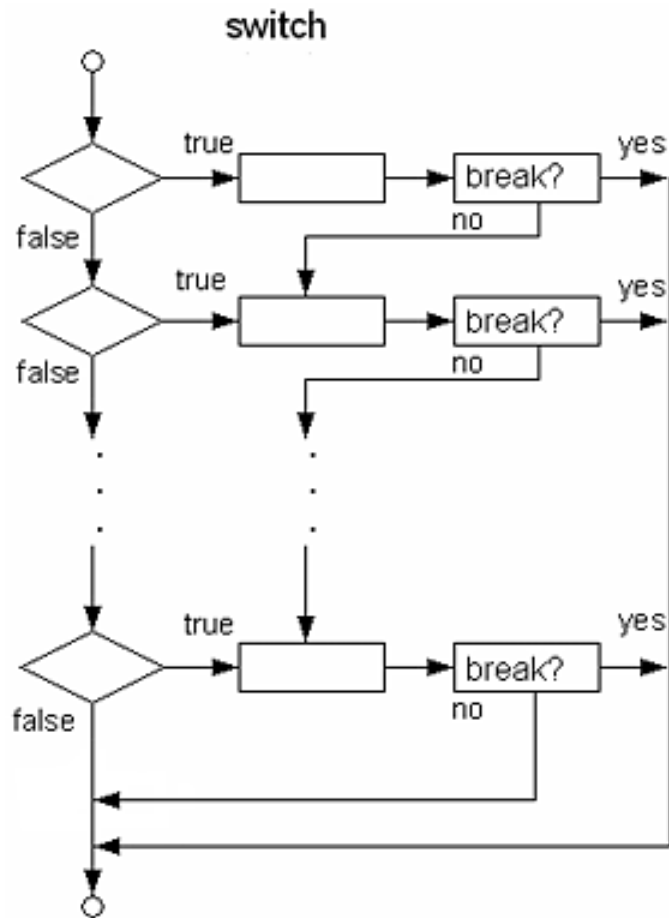 switch
true
break?
yes
false
no
true
break?
yes
false
no
.
.
.
.
.
.
true
break?
yes
false
no